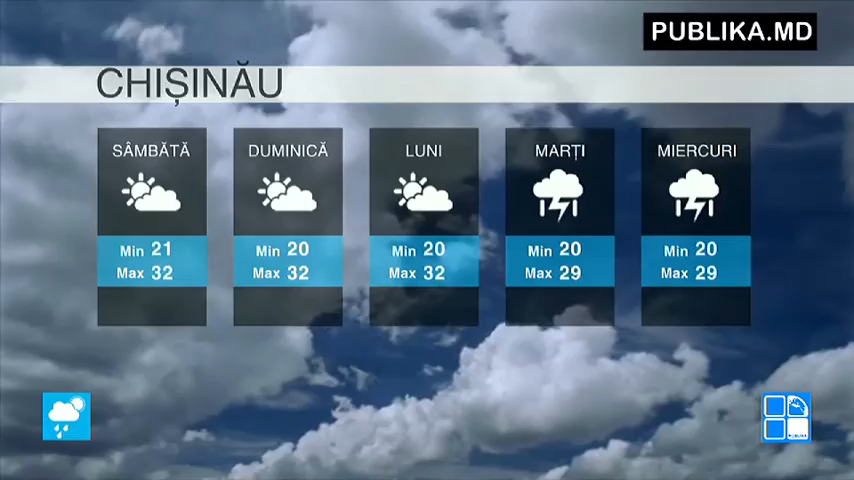 PUBLIKA.MD
CHIȘINĂU
SÂMBĂTĂ
Min 21
Max 32
DUMINICĂ
Min 20
Max 32
LUNI
Min 20
Max 32
MARȚI
Min 20
Max 29
MIERCURI
Min 20
Max 29
PUBLIKA